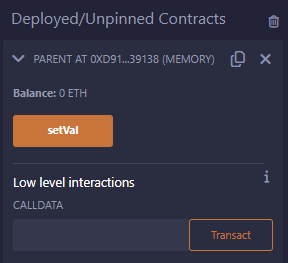 Deployed/Unpinned Contracts
PARENT AT 0XD91...39138 (MEMORY)
Balance: 0 ETH
setVal
Low level interactions
i
CALLDATA
Transact